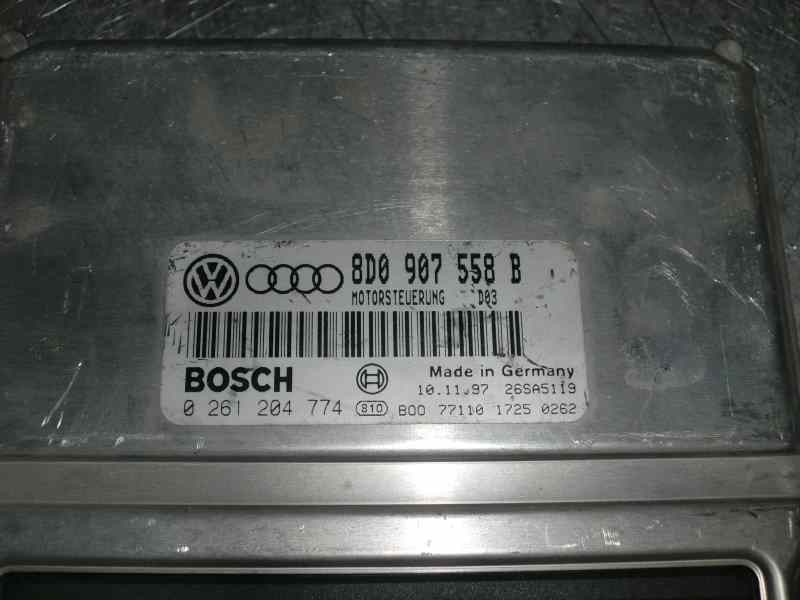 8D0 907 558 B
MOTORSTEUERUNG D03
BOSCH
Made in Germany
10.11.97 26SA5119
0 261 204 774 810 B00 77110 1725 0262